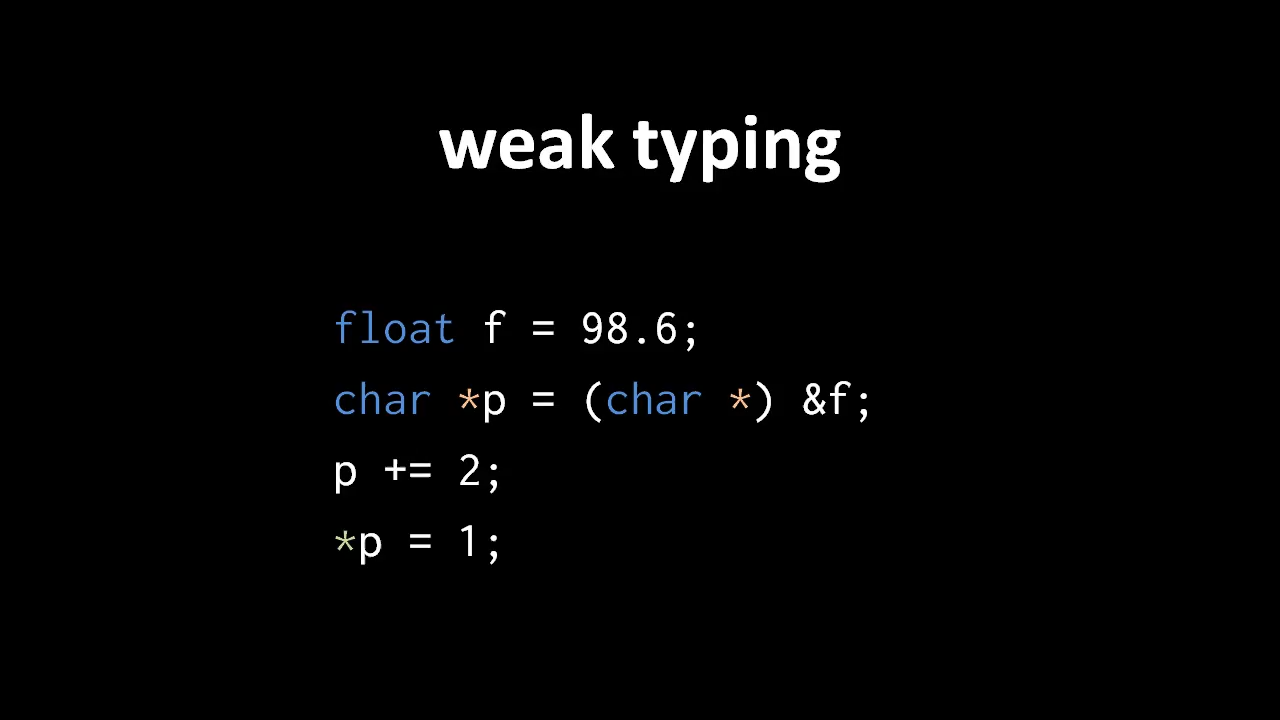 weak typing
float f = 98.6;
char *p = (char *) &f;
p += 2;
*p = 1;